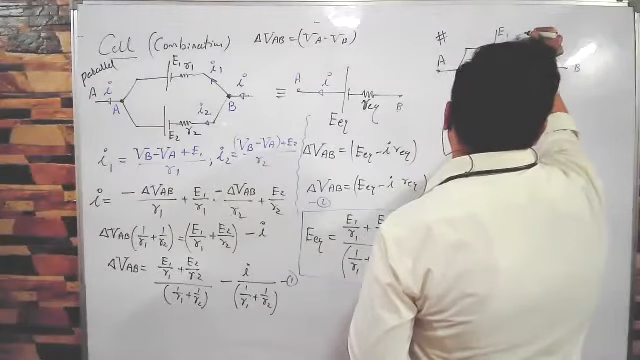 Cell (Combination) ΔV_AB = (V_A - V_B)
Parallel
E₁ r₁ i₁
A i A B i
E₂ r₂ i₂
≡ A i E_eq r_eq B
i₁ = (V_B - V_A + E₁)/r₁ , i₂ = ((V_B - V_A) + E₂)/r₂
i = -ΔV_AB/r₁ + E₁/r₁ - ΔV_AB/r₂ + E₂/r₂
ΔV_AB (1/r₁ + 1/r₂) = (E₁/r₁ + E₂/r₂) - i
ΔV_AB = (E₁/r₁ + E₂/r₂)/(1/r₁ + 1/r₂) - i/(1/r₁ + 1/r₂) -①
ΔV_AB = (E_eq - i r_eq)
ΔV_AB = (E_eq - i r_eq)
-②
E_eq = E₁/r₁ + E
(1/r₁ +
# E₁
A B